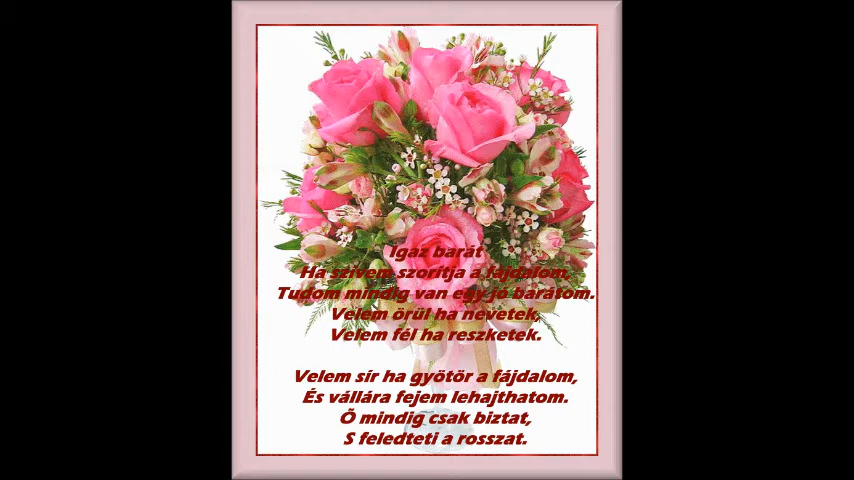 Igaz barát
Ha szivem szorítja a fájdalom,
Tudom mindig van egy jó barátom.
Velem örül ha nevetek,
Velem fél ha reszketek.
Velem sír ha gyötör a fájdalom,
És vállára fejem lehajthatom.
Õ mindig csak biztat,
S feledteti a rosszat.